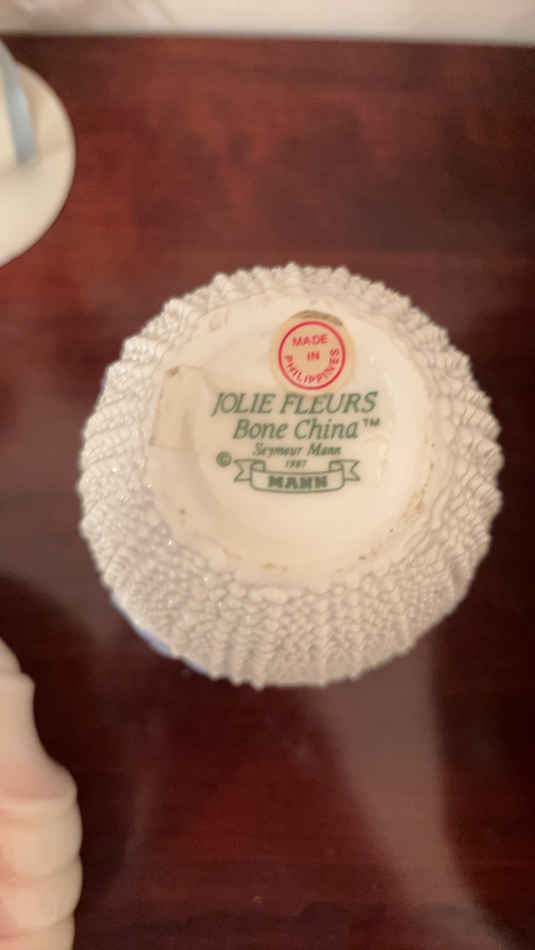 MADE
IN
PHILIPPINES
JOLIE FLEURS
Bone China™
Seymour Mann
© 1987
MANN